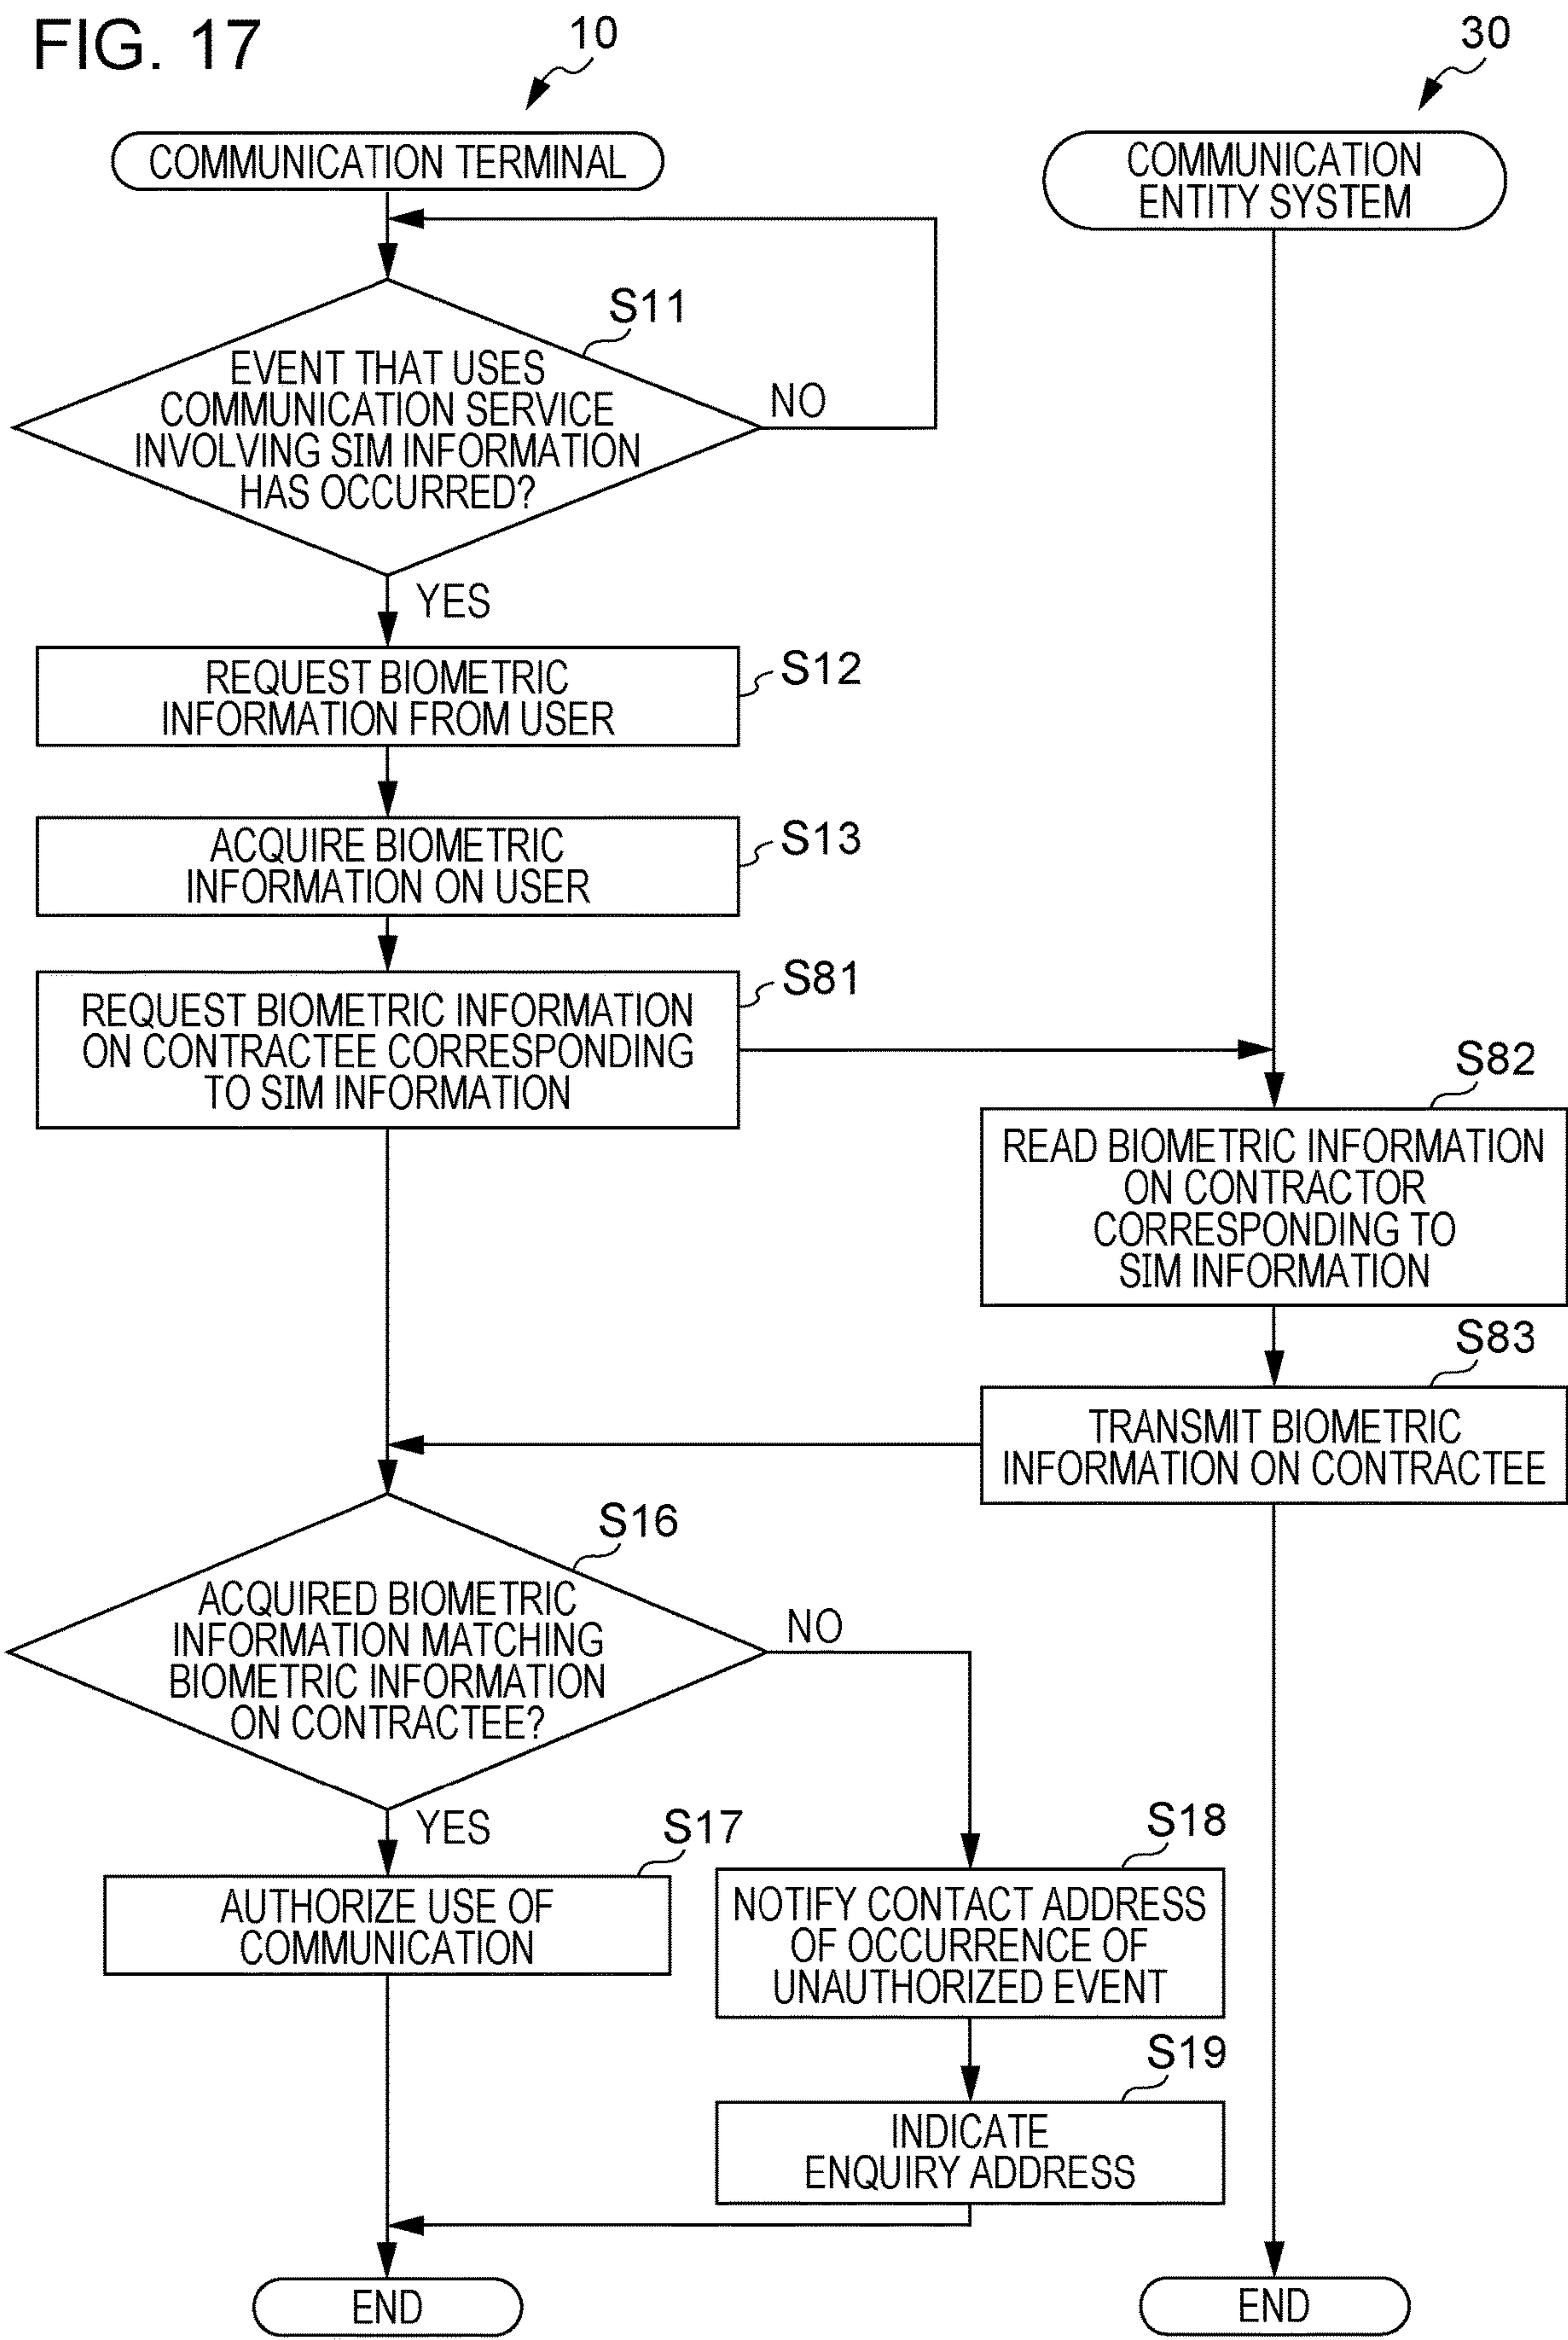 FIG. 17
10
30
COMMUNICATION TERMINAL
COMMUNICATION
ENTITY SYSTEM
S11
EVENT THAT USES
COMMUNICATION SERVICE
INVOLVING SIM INFORMATION
HAS OCCURRED?
NO
YES
S12
REQUEST BIOMETRIC
INFORMATION FROM USER
S13
ACQUIRE BIOMETRIC
INFORMATION ON USER
S81
REQUEST BIOMETRIC INFORMATION
ON CONTRACTEE CORRESPONDING
TO SIM INFORMATION
S82
READ BIOMETRIC INFORMATION
ON CONTRACTOR
CORRESPONDING TO
SIM INFORMATION
S83
TRANSMIT BIOMETRIC
INFORMATION ON CONTRACTEE
S16
ACQUIRED BIOMETRIC
INFORMATION MATCHING
BIOMETRIC INFORMATION
ON CONTRACTEE?
NO
YES
S17
AUTHORIZE USE OF
COMMUNICATION
S18
NOTIFY CONTACT ADDRESS
OF OCCURRENCE OF
UNAUTHORIZED EVENT
S19
INDICATE
ENQUIRY ADDRESS
END
END